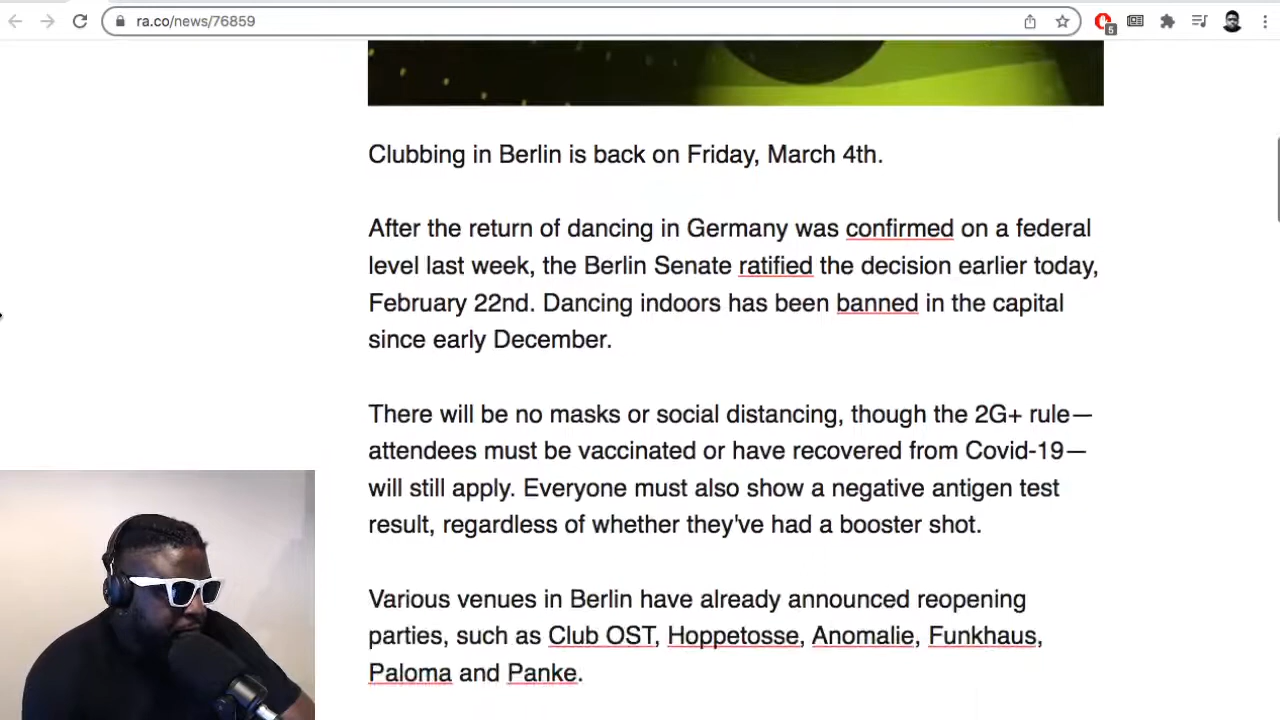 ra.co/news/76859
5
Clubbing in Berlin is back on Friday, March 4th.
After the return of dancing in Germany was confirmed on a federal
level last week, the Berlin Senate ratified the decision earlier today,
February 22nd. Dancing indoors has been banned in the capital
since early December.
There will be no masks or social distancing, though the 2G+ rule—
attendees must be vaccinated or have recovered from Covid-19—
will still apply. Everyone must also show a negative antigen test
result, regardless of whether they've had a booster shot.
Various venues in Berlin have already announced reopening
parties, such as Club OST, Hoppetosse, Anomalie, Funkhaus,
Paloma and Panke.